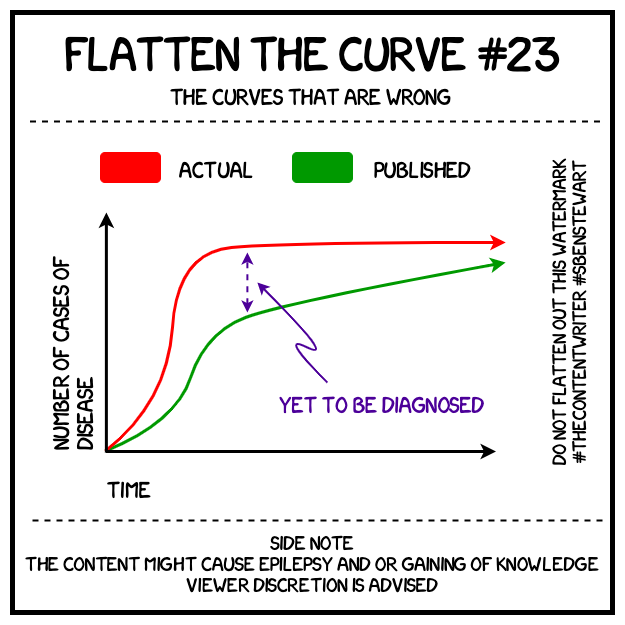 FLATTEN THE CURVE #23
THE CURVES THAT ARE WRONG
ACTUAL
PUBLISHED
NUMBER OF CASES OF
DISEASE
YET TO BE DIAGNOSED
TIME
DO NOT FLATTEN OUT THIS WATERMARK
#THECONTENTWRITER #SBENSTEWART
SIDE NOTE
THE CONTENT MIGHT CAUSE EPILEPSY AND OR GAINING OF KNOWLEDGE
VIEWER DISCRETION IS ADVISED